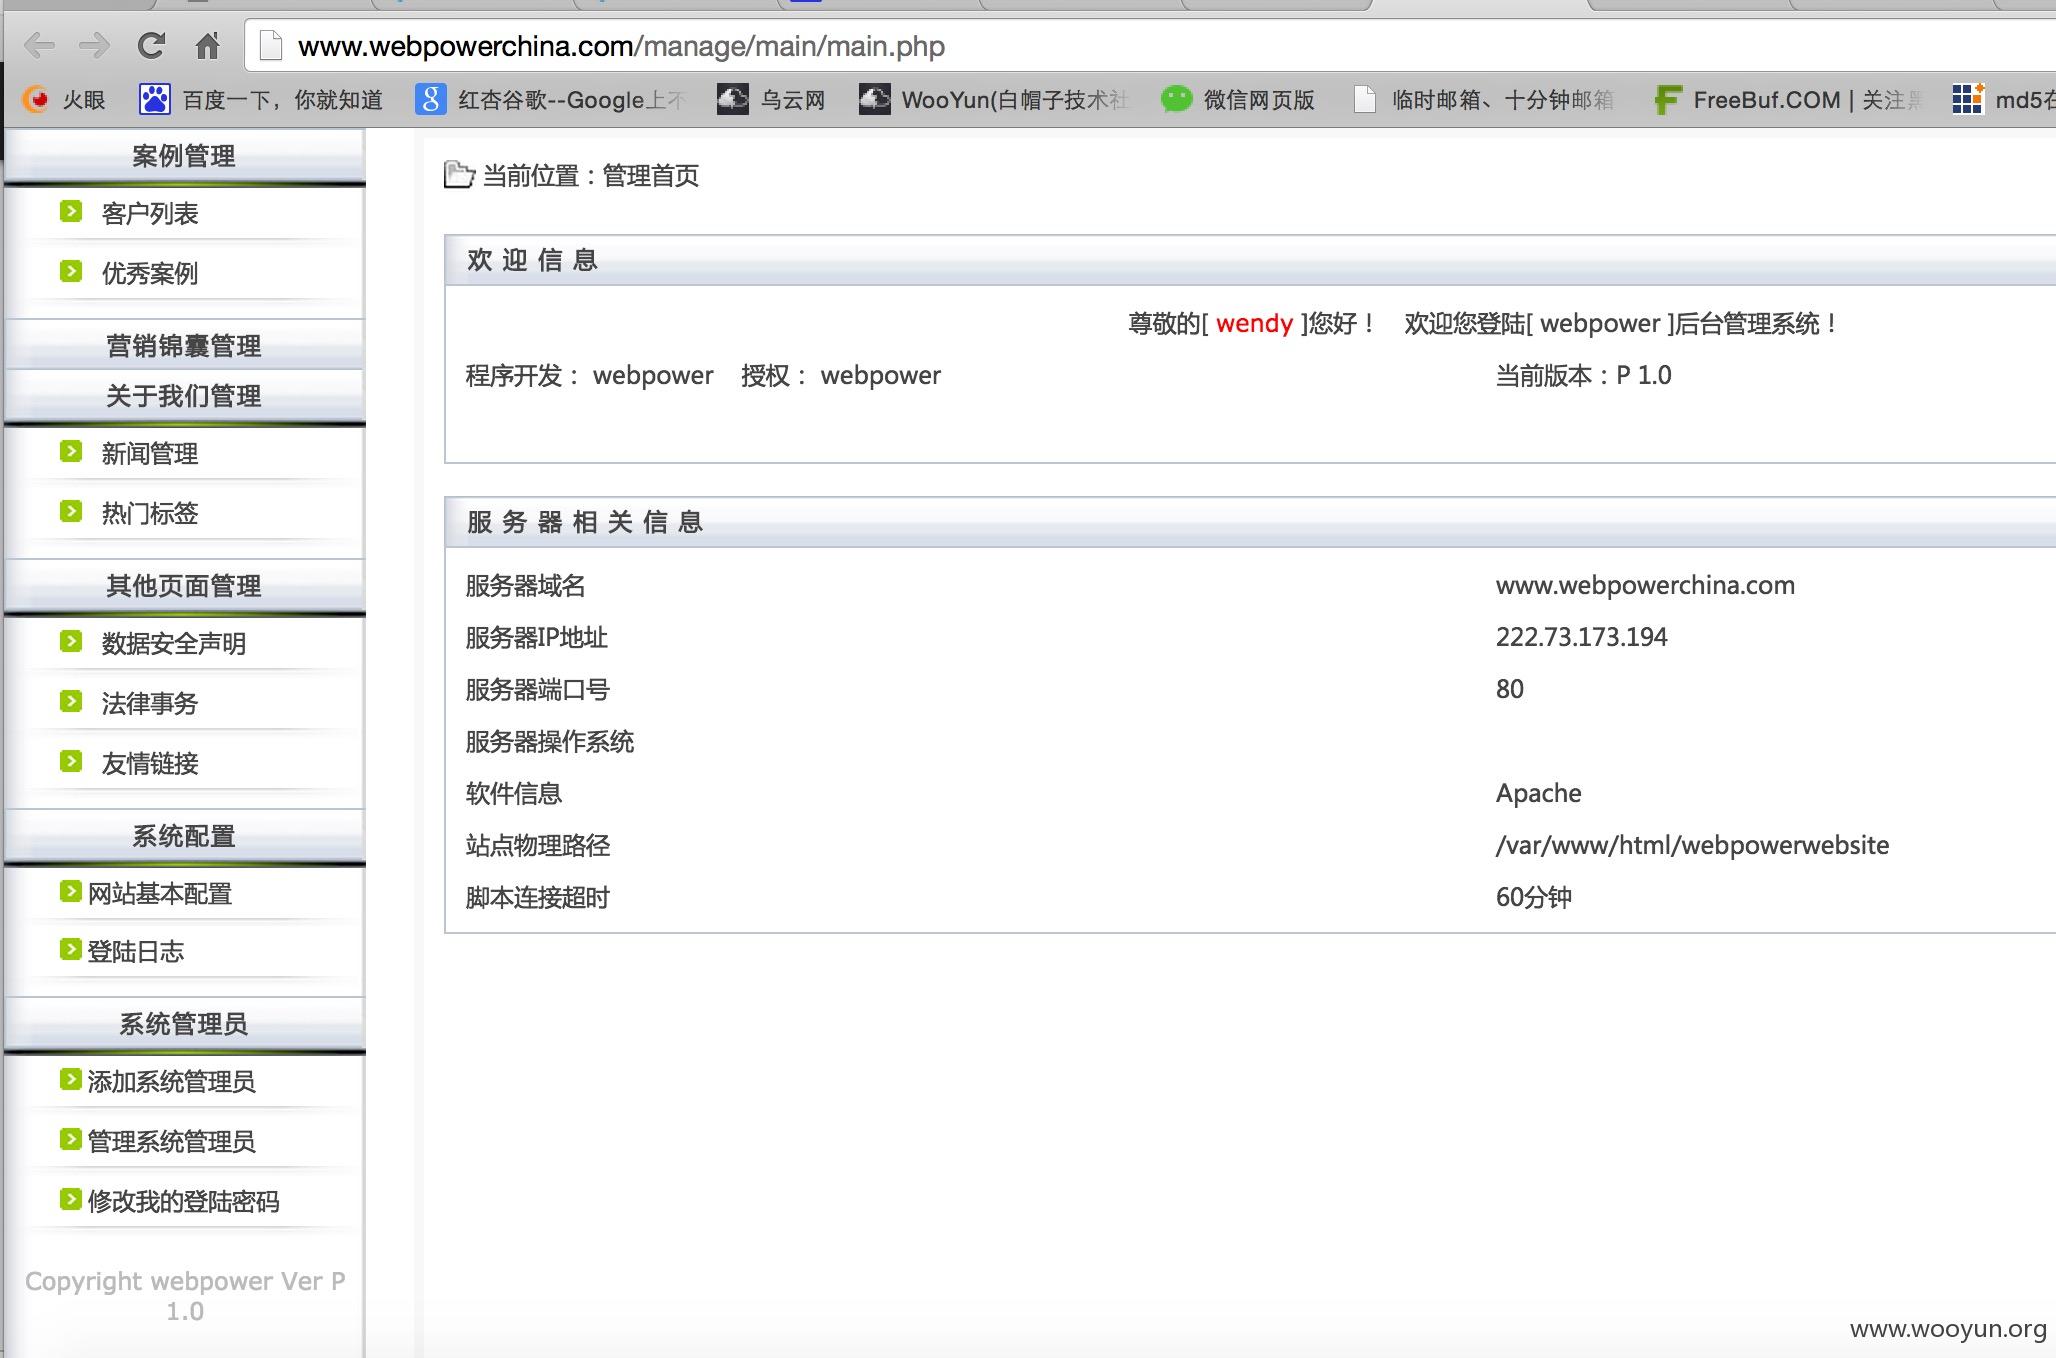 www.webpowerchina.com/manage/main/main.php
火眼
百度一下，你就知道
红杏谷歌--Google上不
乌云网
WooYun(白帽子技术社
微信网页版
临时邮箱、十分钟邮箱
FreeBuf.COM | 关注黑
md5在
案例管理
客户列表
优秀案例
营销锦囊管理
关于我们管理
新闻管理
热门标签
其他页面管理
数据安全声明
法律事务
友情链接
系统配置
网站基本配置
登陆日志
系统管理员
添加系统管理员
管理系统管理员
修改我的登陆密码
Copyright webpower Ver P
1.0
当前位置：管理首页
欢迎信息
尊敬的[ wendy ]您好！ 欢迎您登陆[ webpower ]后台管理系统！
程序开发： webpower 授权： webpower 当前版本：P 1.0
服务器相关信息
服务器域名 www.webpowerchina.com
服务器IP地址 222.73.173.194
服务器端口号 80
服务器操作系统
软件信息 Apache
站点物理路径 /var/www/html/webpowerwebsite
脚本连接超时 60分钟
www.wooyun.org